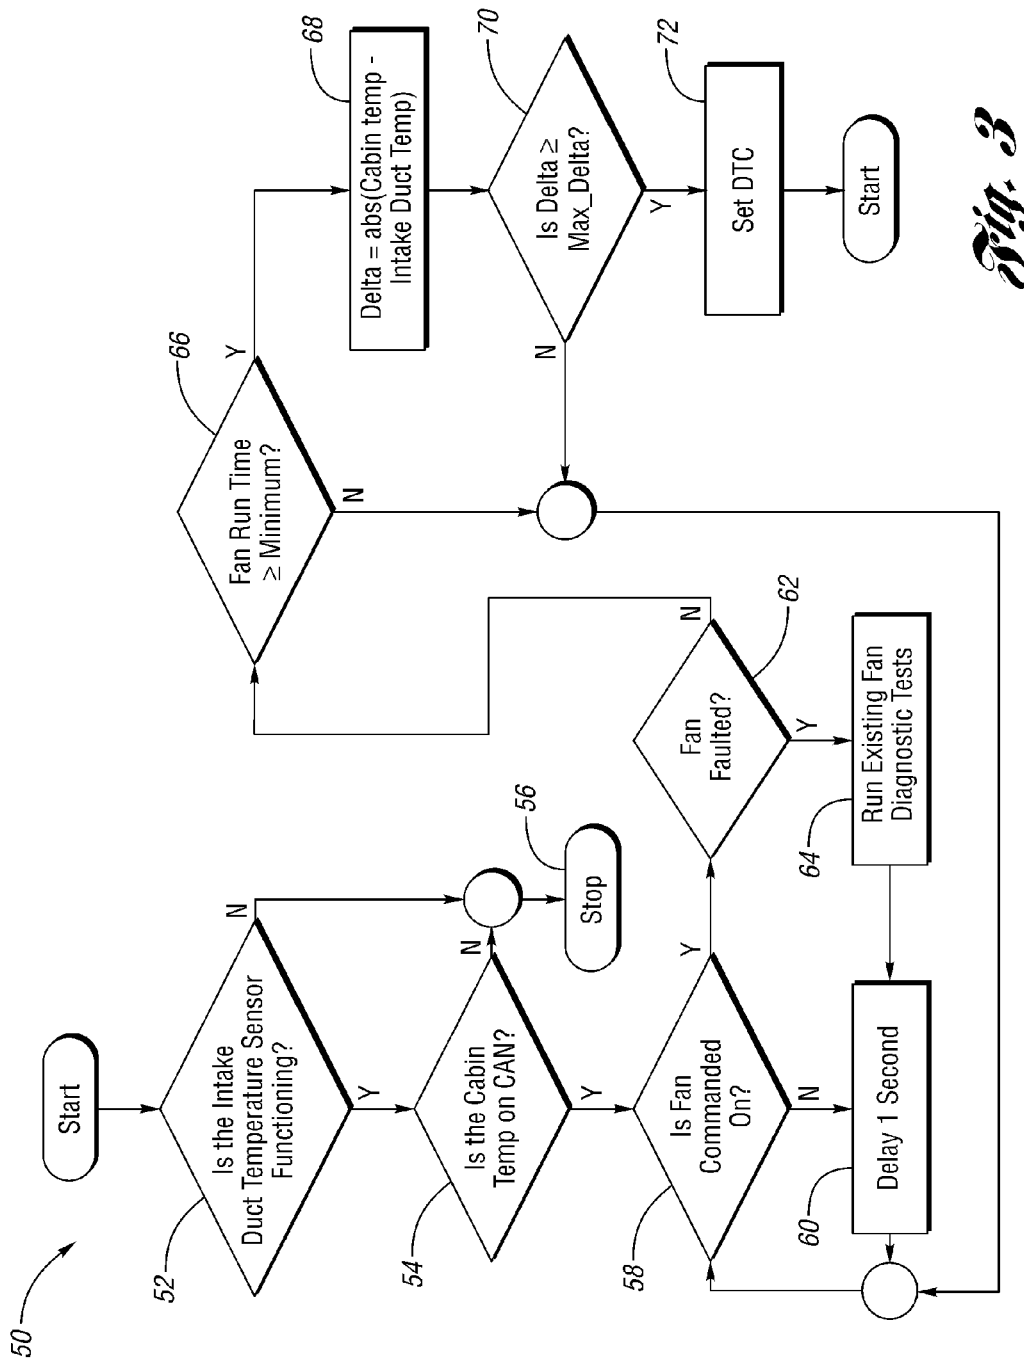 50
Start
52
Is the Intake
Duct Temperature Sensor
Functioning?
N
Y
54
Is the Cabin
Temp on CAN?
N
Y
56
Stop
58
Is Fan
Commanded
On?
Y
N
60
Delay 1 Second
62
Fan
Faulted?
N
Y
64
Run Existing Fan
Diagnostic Tests
66
Fan Run Time
≥ Minimum?
Y
N
68
Delta = abs(Cabin temp -
Intake Duct Temp)
70
Is Delta ≥
Max_Delta?
N
Y
72
Set DTC
Start
Fig. 3